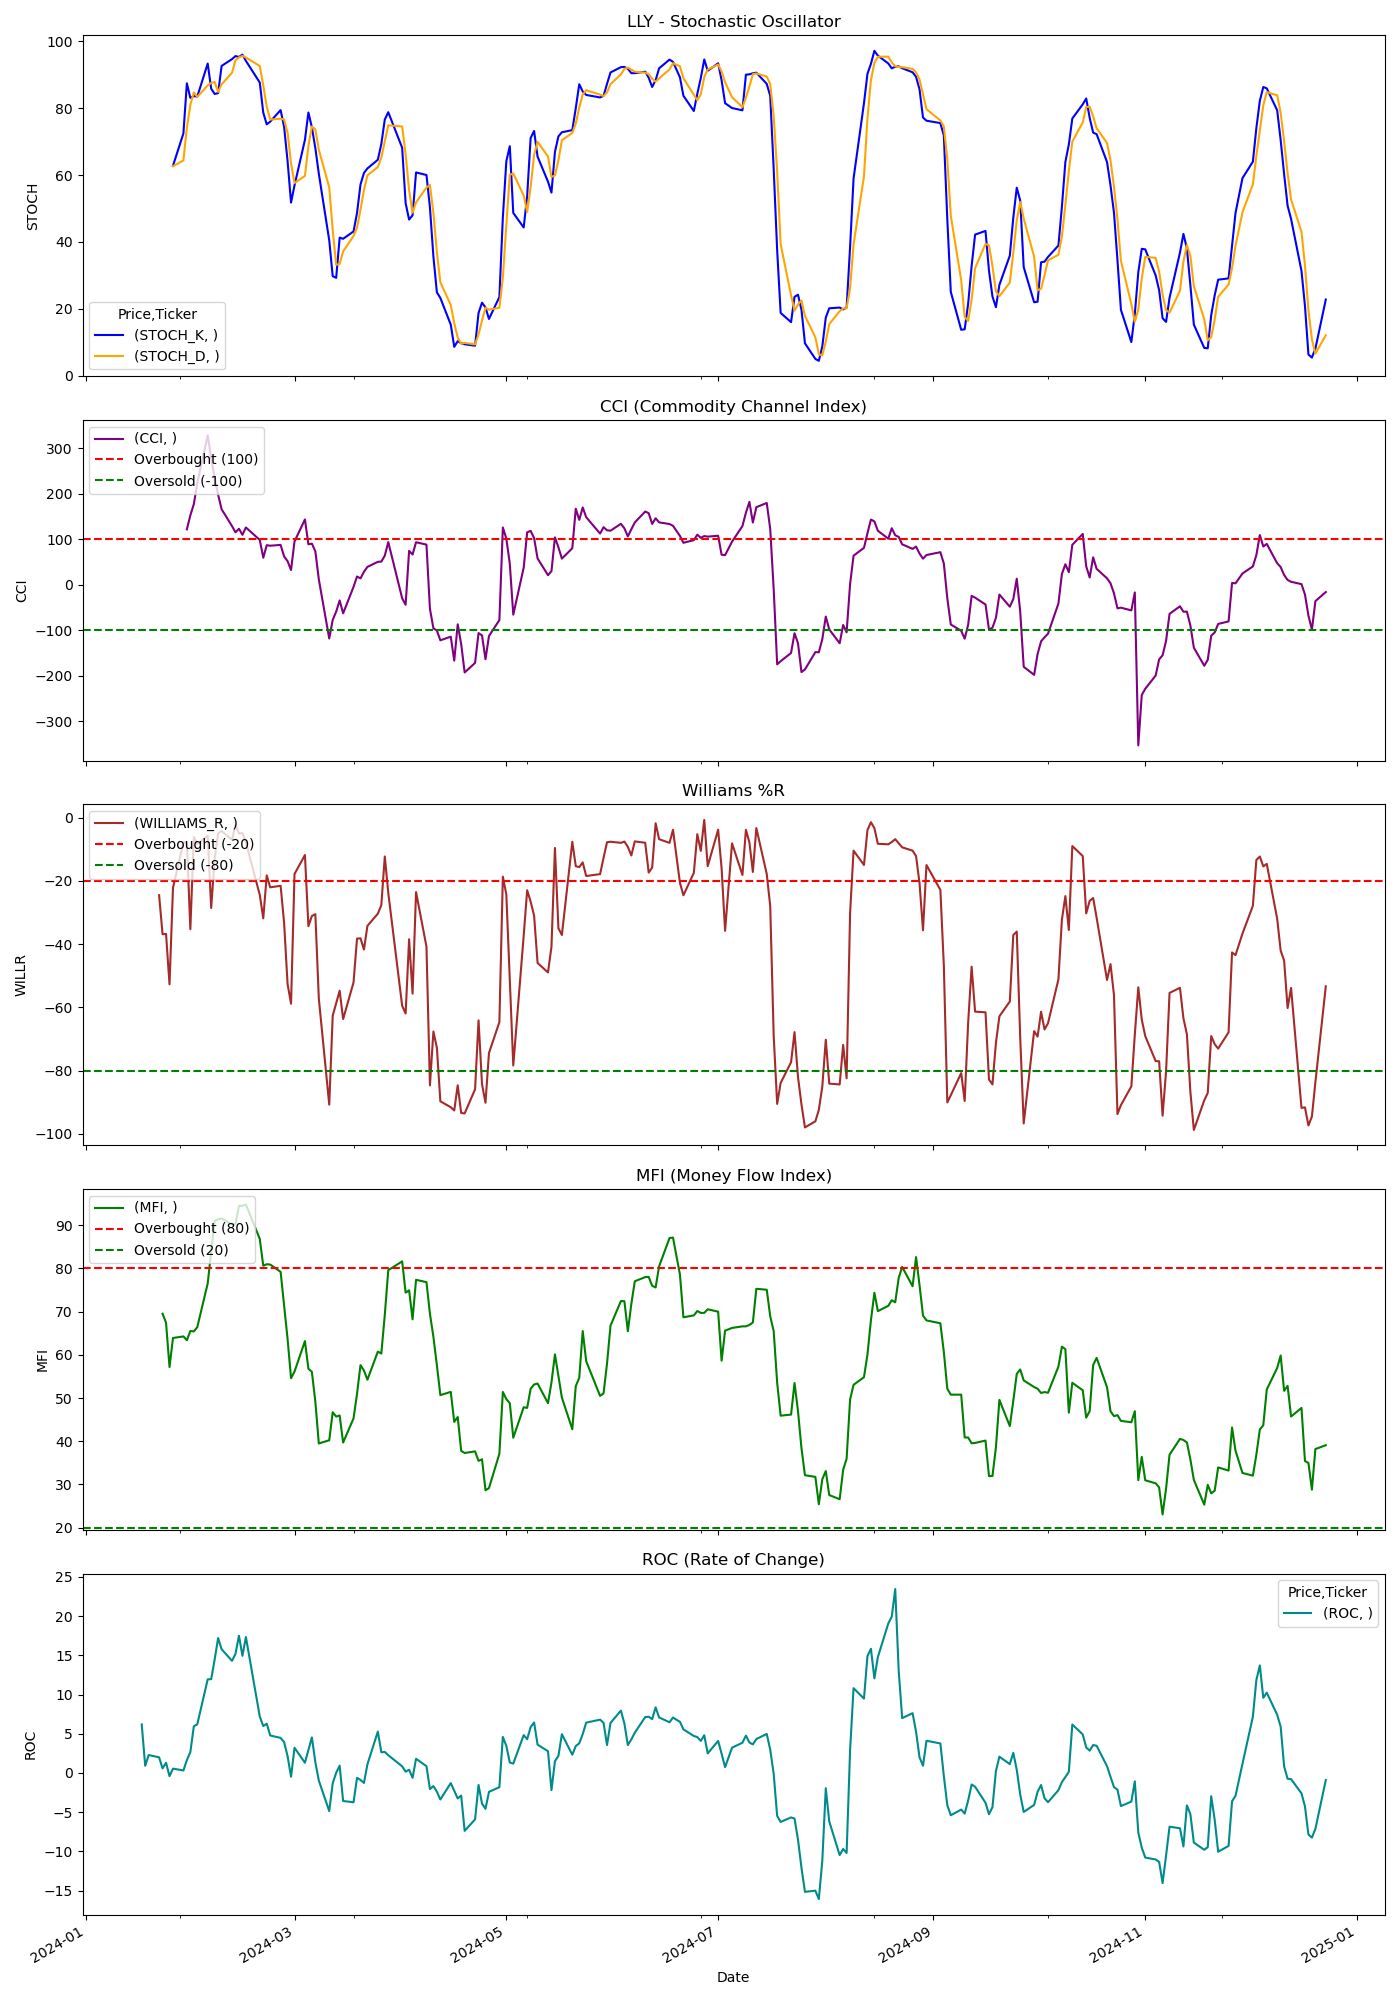 LLY - Stochastic Oscillator
100
80
60
40
20
0
STOCH
Price,Ticker
(STOCH_K, )
(STOCH_D, )
CCI (Commodity Channel Index)
300
200
100
0
−100
−200
−300
CCI
(CCI, )
Overbought (100)
Oversold (-100)
Williams %R
0
−20
−40
−60
−80
−100
WILLR
(WILLIAMS_R, )
Overbought (-20)
Oversold (-80)
MFI (Money Flow Index)
90
80
70
60
50
40
30
20
MFI
(MFI, )
Overbought (80)
Oversold (20)
ROC (Rate of Change)
25
20
15
10
5
0
−5
−10
−15
ROC
Price,Ticker
(ROC, )
2024-01
2024-03
2024-05
2024-07
2024-09
2024-11
2025-01
Date